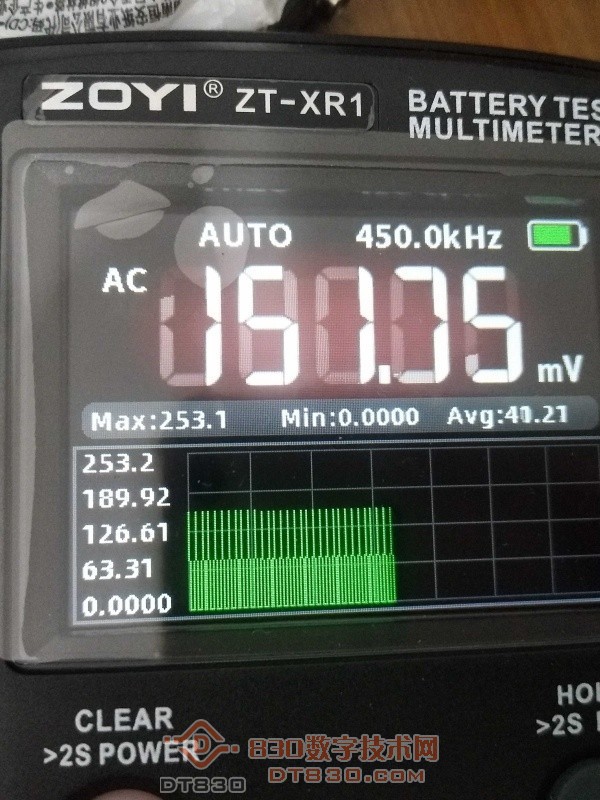 ZOYI® ZT-XR1
BATTERY TES
MULTIMETER
AUTO 450.0kHz
AC 151.75 mV
Max:253.1 Min:0.0000 Avg:40.21
253.2
189.92
126.61
63.31
0.0000
CLEAR
>2S POWER
HO
>2S
830数字技术网
DT830
DT830.COM